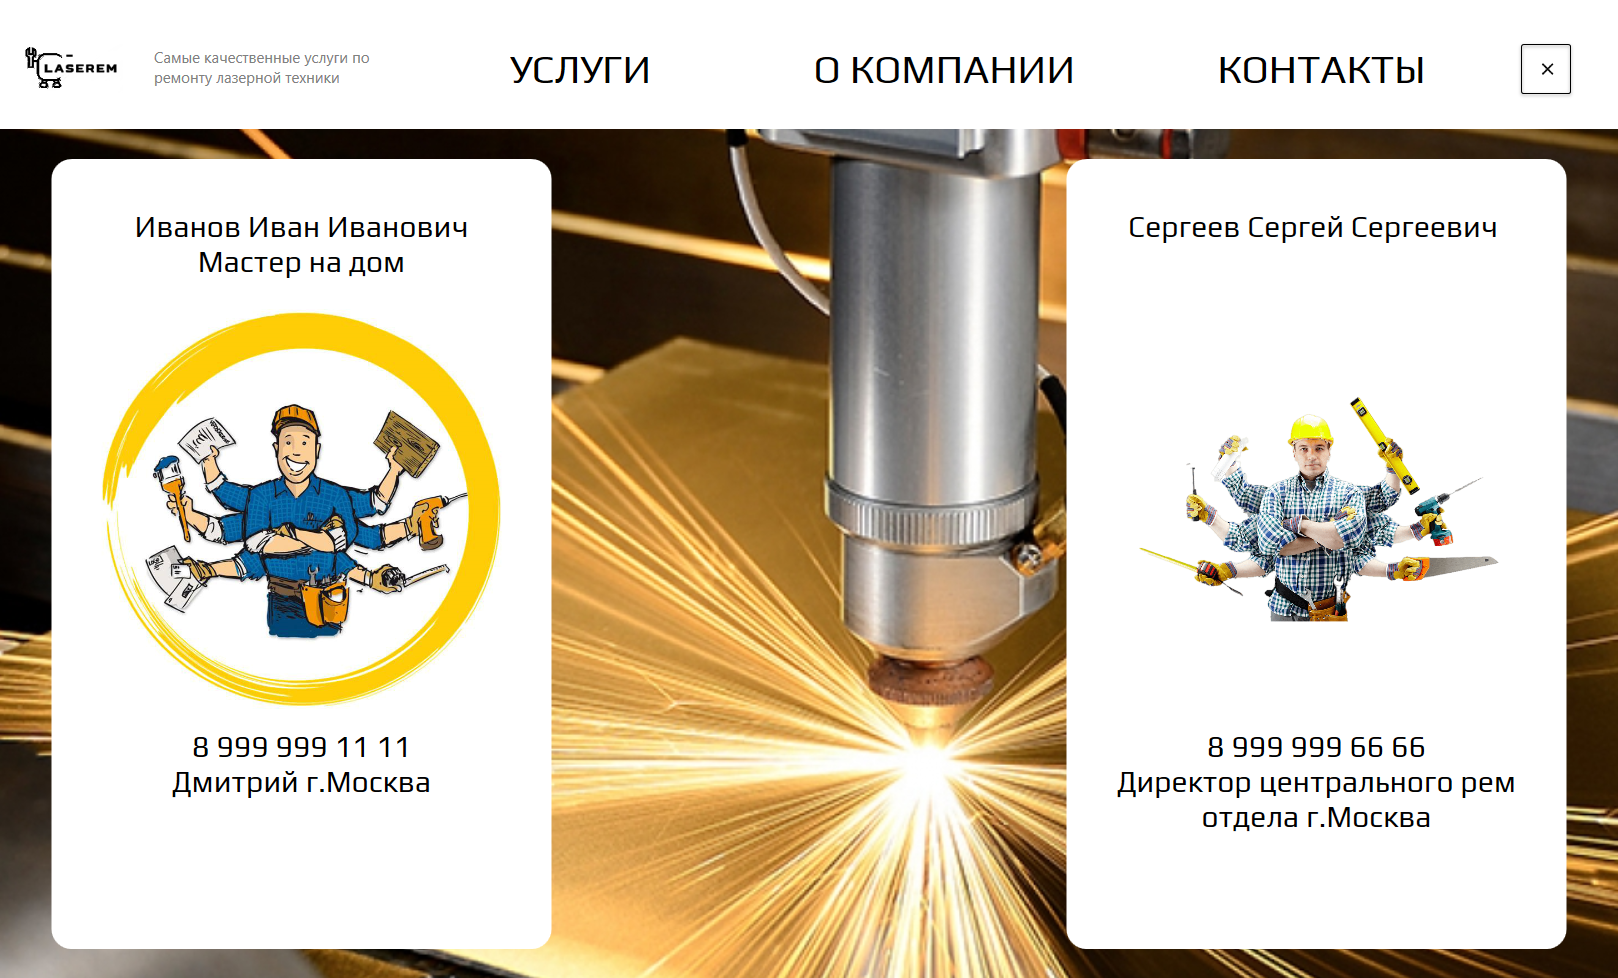 LASEREM
Самые качественные услуги по
ремонту лазерной техники
УСЛУГИ
О КОМПАНИИ
КОНТАКТЫ
Иванов Иван Иванович
Мастер на дом
8 999 999 11 11
Дмитрий г.Москва
Сергеев Сергей Сергеевич
8 999 999 66 66
Директор центрального рем
отдела г.Москва